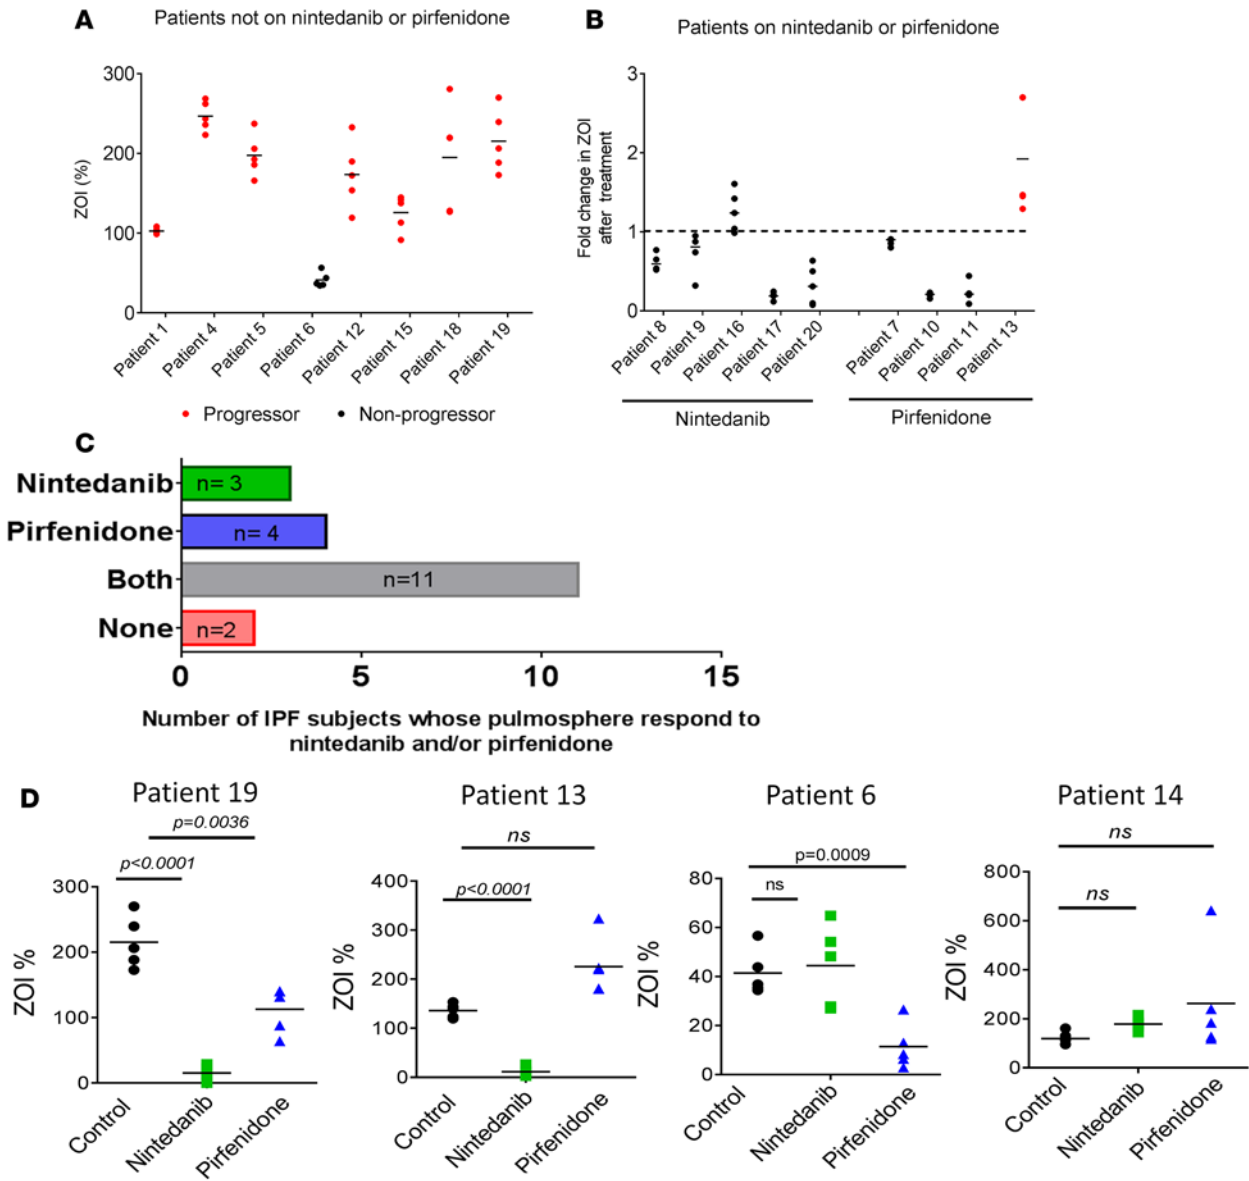 A
Patients not on nintedanib or pirfenidone
ZOI (%)
300
200
100
0
Patient 1
Patient 4
Patient 5
Patient 6
Patient 12
Patient 15
Patient 18
Patient 19
Progressor
Non-progressor
B
Patients on nintedanib or pirfenidone
Fold change in ZOI
after treatment
3
2
1
0
Patient 8
Patient 9
Patient 16
Patient 17
Patient 20
Patient 7
Patient 10
Patient 11
Patient 13
Nintedanib
Pirfenidone
C
Nintedanib
n= 3
Pirfenidone
n= 4
Both
n=11
None
n=2
0 5 10 15
Number of IPF subjects whose pulmosphere respond to
nintedanib and/or pirfenidone
D
Patient 19
p=0.0036
p<0.0001
ZOI %
300
200
100
0
Control
Nintedanib
Pirfenidone
Patient 13
ns
p<0.0001
ZOI %
400
300
200
100
0
Control
Nintedanib
Pirfenidone
Patient 6
p=0.0009
ns
ZOI %
80
60
40
20
0
Control
Nintedanib
Pirfenidone
Patient 14
ns
ns
ZOI %
800
600
400
200
0
Control
Nintedanib
Pirfenidone